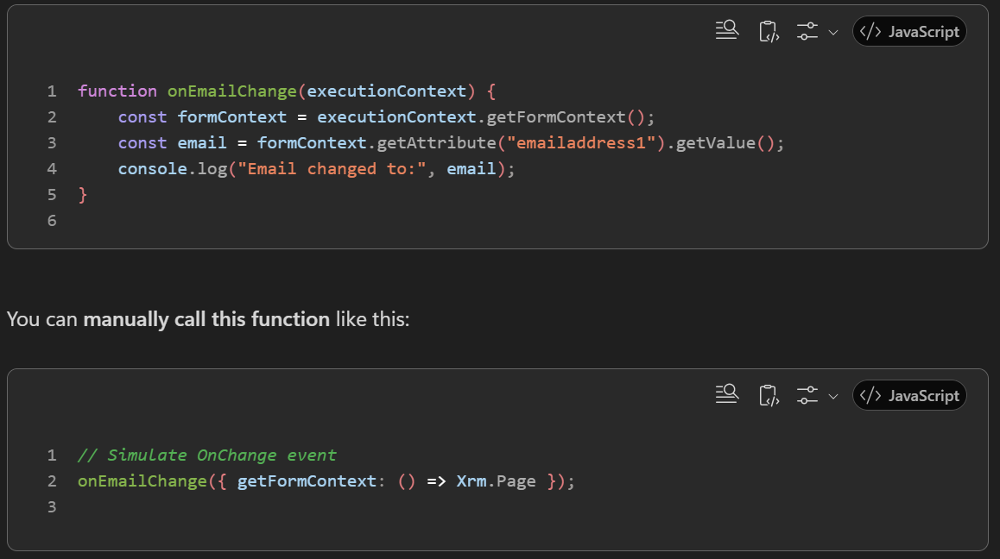 </> JavaScript
1 function onEmailChange(executionContext) {
2     const formContext = executionContext.getFormContext();
3     const email = formContext.getAttribute("emailaddress1").getValue();
4     console.log("Email changed to:", email);
5 }
6
You can manually call this function like this:
</> JavaScript
1 // Simulate OnChange event
2 onEmailChange({ getFormContext: () => Xrm.Page });
3